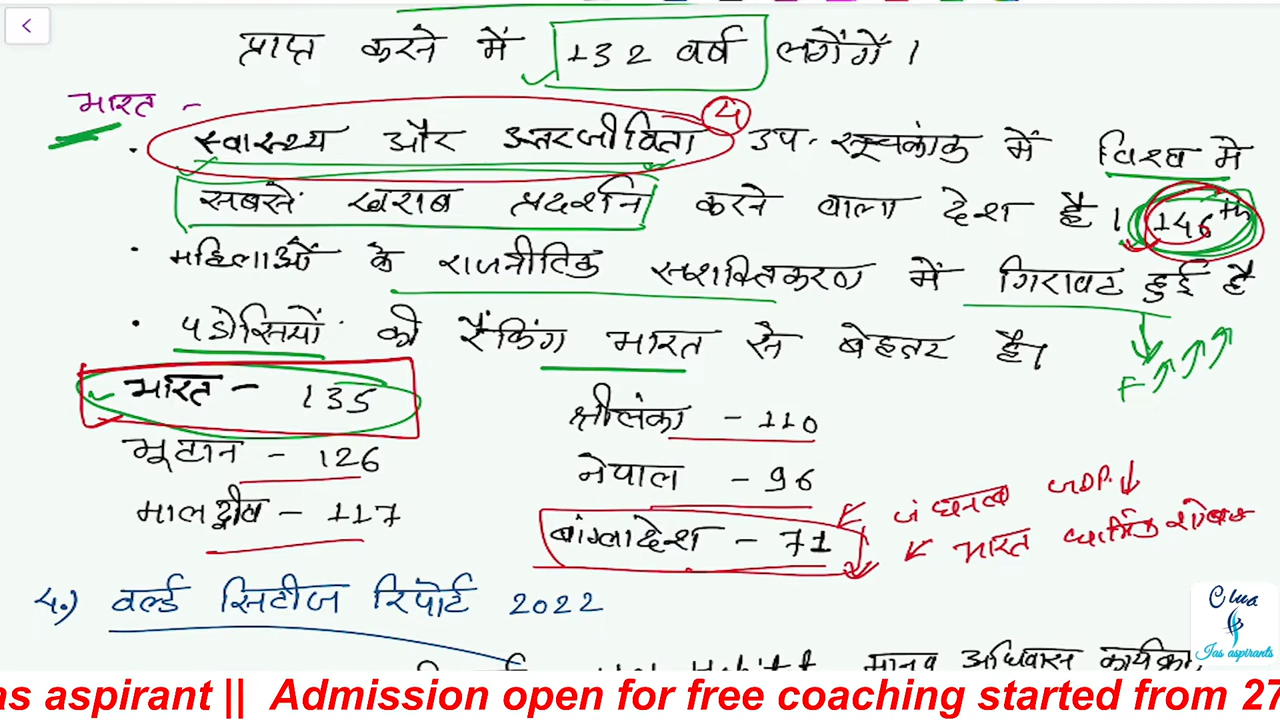 प्राप्त करने में 132 वर्ष लगेंगें ।
भारत -
4
• स्वास्थ्य और उत्तरजीविता उप-सूचकांक में विश्व में
सबसे खराब प्रदर्शन करने वाला देश है । 146th
• महिलाओं के राजनीतिक सशक्तिकरण में गिरावट हुई है
• पडोसियों की रैंकिंग भारत से बेहतर है।
भारत - 135
श्रीलंका - 110
भूटान - 126
नेपाल - 96
मालद्वीव - 117
बांग्लादेश - 71
GDP ↓
भारत धार्मिक
4.) वर्ल्ड सिटीज रिपोर्ट 2022
मानव अधिवास कार्यक्रम
Clue
Ias aspirants
as aspirant || Admission open for free coaching started from 27